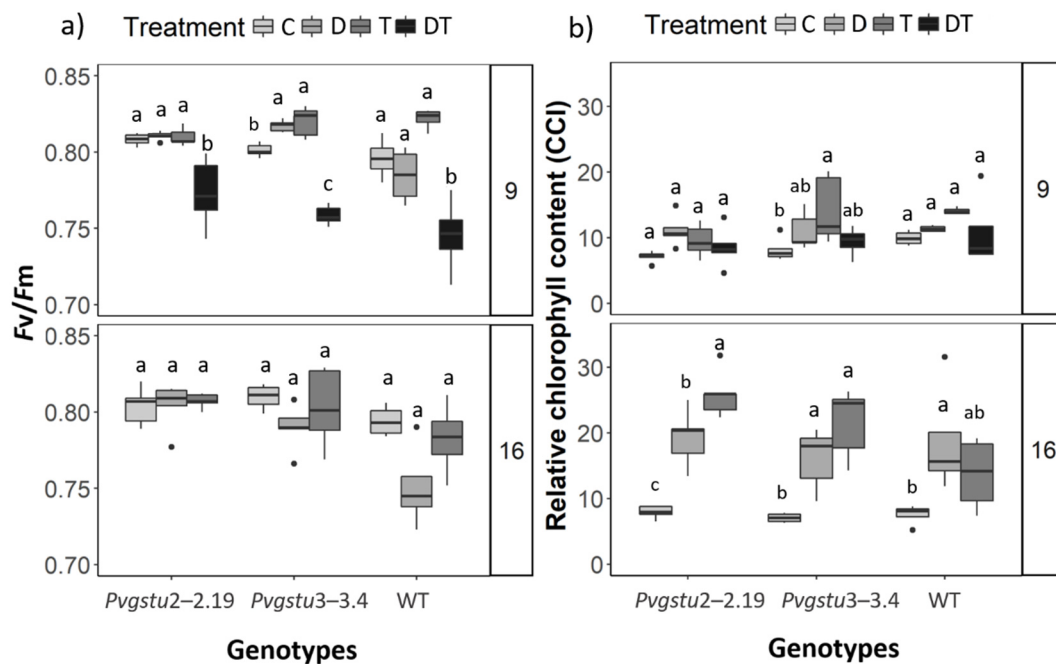 a) Treatment C D T DT
Fv/Fm
0.85
0.80
0.75
0.70
a a a b
b a a c
a a a b
9
0.85
0.80
0.75
0.70
a a a
a a a
a a a
16
Pvgstu2–2.19 Pvgstu3–3.4 WT
Genotypes
b) Treatment C D T DT
Relative chlorophyll content (CCI)
30
20
10
0
a a a a
b ab a ab
a a a a
9
30
20
10
0
c b a
b a a
b a ab
16
Pvgstu2–2.19 Pvgstu3–3.4 WT
Genotypes